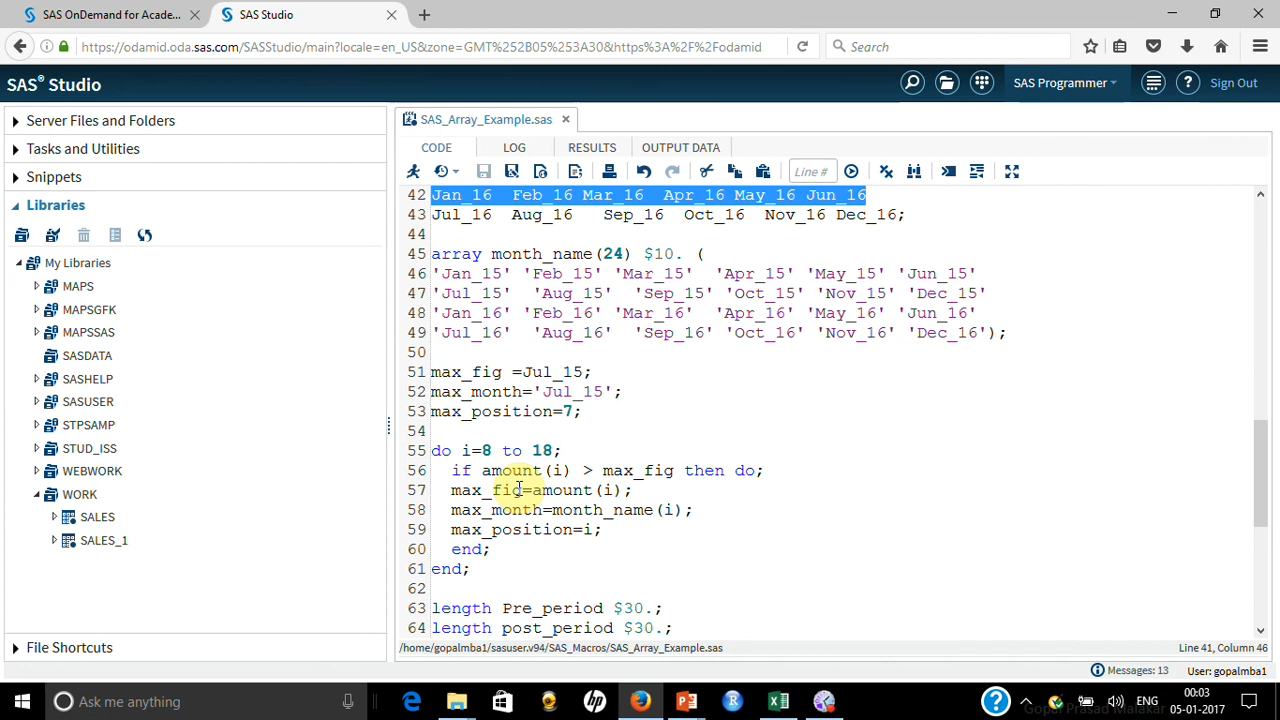 SAS OnDemand for Acade...
SAS Studio
https://odamid.oda.sas.com/SASStudio/main?locale=en_US&zone=GMT%252B05%253A30&https%3A%2F%2Fodamid
Search
SAS® Studio
SAS Programmer
Sign Out
Server Files and Folders
Tasks and Utilities
Snippets
Libraries
My Libraries
MAPS
MAPSGFK
MAPSSAS
SASDATA
SASHELP
SASUSER
STPSAMP
STUD_ISS
WEBWORK
WORK
SALES
SALES_1
File Shortcuts
SAS_Array_Example.sas
CODE LOG RESULTS OUTPUT DATA
Line #
42 Jan_16 Feb_16 Mar_16 Apr_16 May_16 Jun_16
43 Jul_16 Aug_16 Sep_16 Oct_16 Nov_16 Dec_16;
44
45 array month_name(24) $10. (
46 'Jan_15' 'Feb_15' 'Mar_15' 'Apr_15' 'May_15' 'Jun_15'
47 'Jul_15' 'Aug_15' 'Sep_15' 'Oct_15' 'Nov_15' 'Dec_15'
48 'Jan_16' 'Feb_16' 'Mar_16' 'Apr_16' 'May_16' 'Jun_16'
49 'Jul_16' 'Aug_16' 'Sep_16' 'Oct_16' 'Nov_16' 'Dec_16');
50
51 max_fig =Jul_15;
52 max_month='Jul_15';
53 max_position=7;
54
55 do i=8 to 18;
56 if amount(i) > max_fig then do;
57 max_fig=amount(i);
58 max_month=month_name(i);
59 max_position=i;
60 end;
61 end;
62
63 length Pre_period $30.;
64 length post_period $30.;
/home/gopalmba1/sasuser.v94/SAS_Macros/SAS_Array_Example.sas
Line 41, Column 46
Messages: 13
User: gopalmba1
Ask me anything
ENG
00:03
05-01-2017
Gopal Prasad Malakar